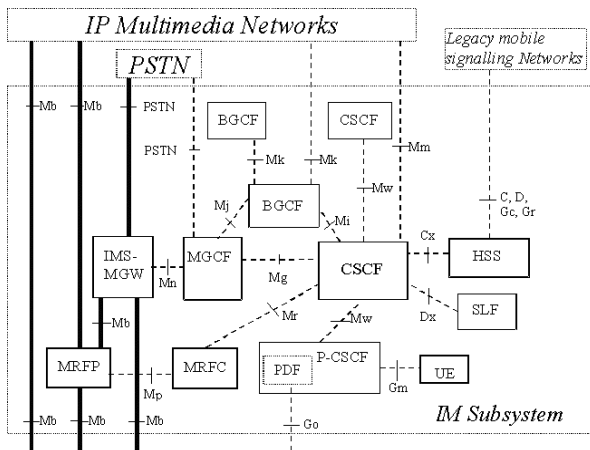 IP Multimedia Networks
Legacy mobile
signalling Networks
PSTN
Mb
Mb
PSTN
BGCF
CSCF
PSTN
Mk
Mk
Mm
Mw
C, D,
Gc, Gr
BGCF
Mj
Mi
IMS-
MGW
MGCF
CSCF
Cx
HSS
Mn
Mg
SLF
Dx
Mb
Mr
Mw
MRFP
MRFC
P-CSCF
PDF
UE
Mp
Gm
IM Subsystem
Mb
Mb
Mb
Go